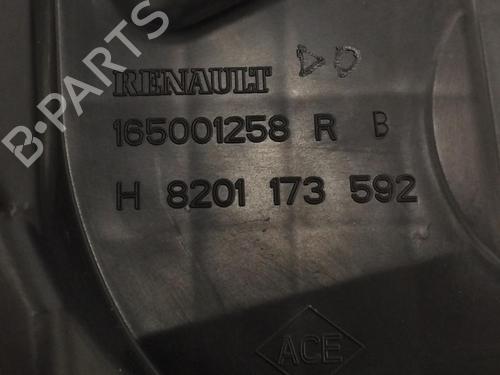 B-PARTS
RENAULT
165001258 R B
H 8201 173 592
ACE